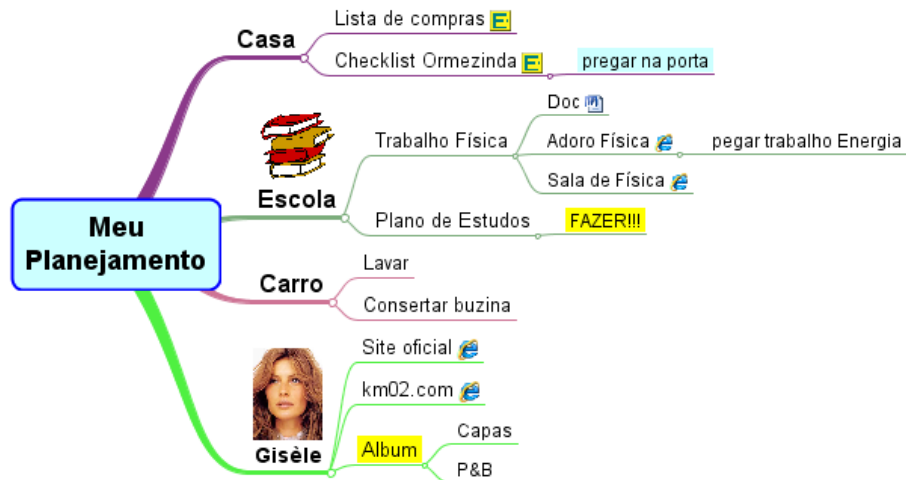 Meu
Planejamento
Casa
Lista de compras
Checklist Ormezinda
pregar na porta
Escola
Trabalho Física
Doc
Adoro Física
pegar trabalho Energia
Sala de Física
Plano de Estudos
FAZER!!!
Carro
Lavar
Consertar buzina
Gisèle
Site oficial
km02.com
Album
Capas
P&B